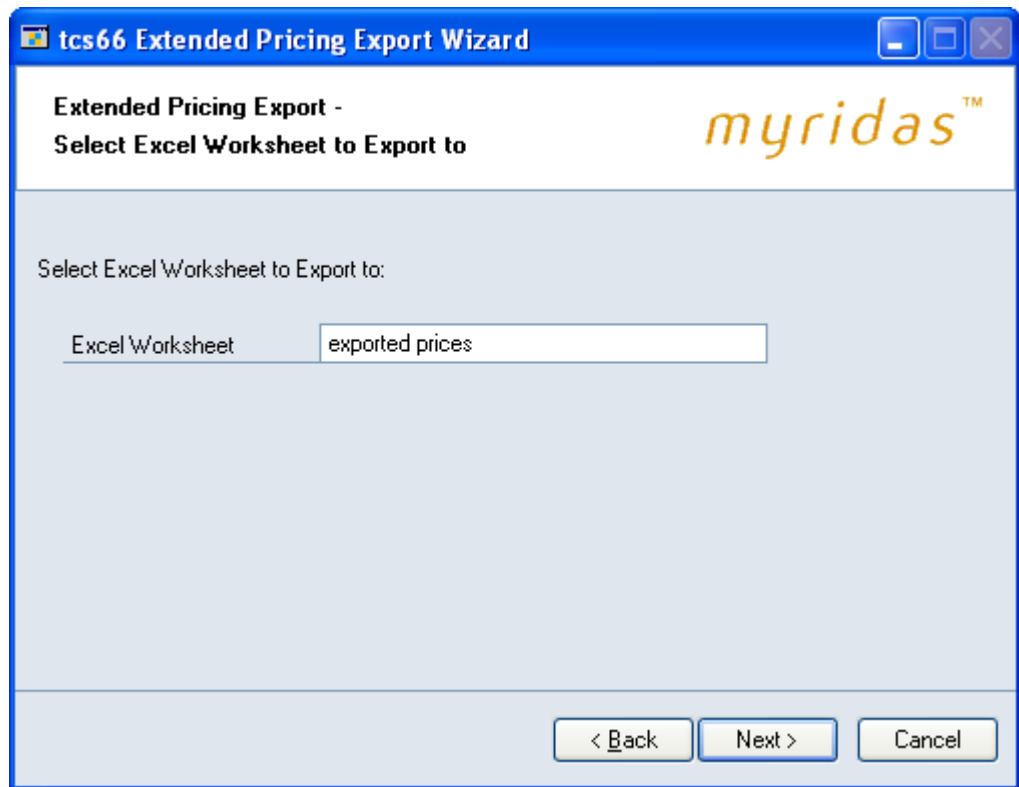 tcs66 Extended Pricing Export Wizard
Extended Pricing Export -
Select Excel Worksheet to Export to
myridas™
Select Excel Worksheet to Export to:
Excel Worksheet exported prices
< Back Next > Cancel